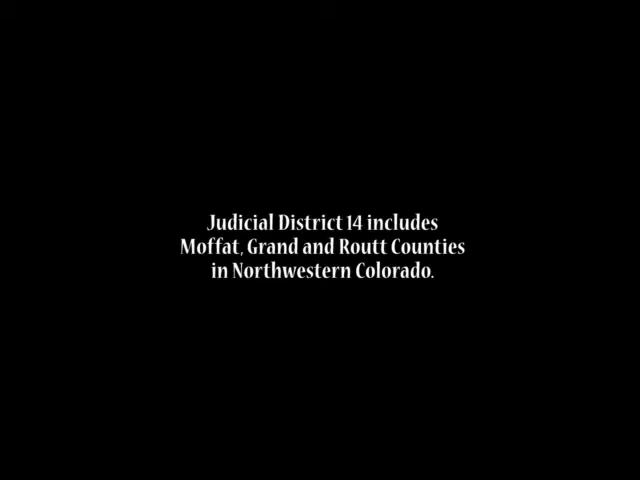 Judicial District 14 includes
Moffat, Grand and Routt Counties
in Northwestern Colorado.